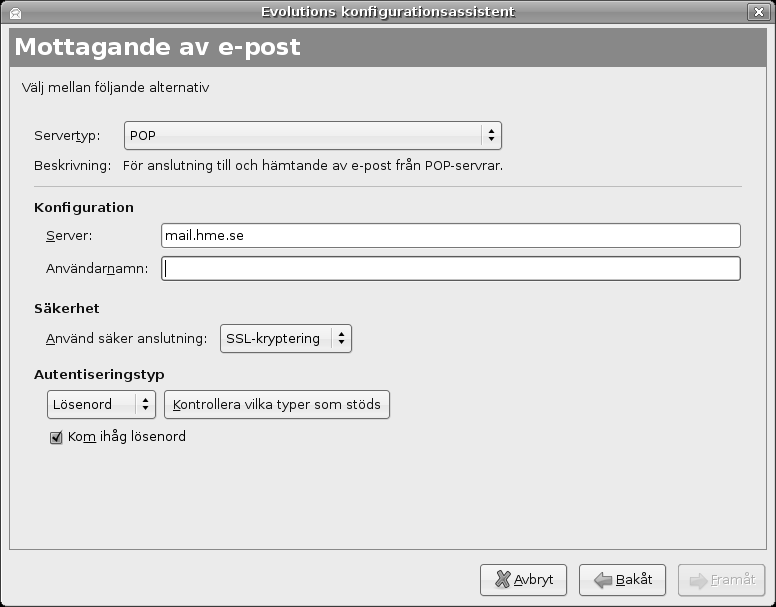 Evolutions konfigurationsassistent
Mottagande av e-post
Välj mellan följande alternativ
Servertyp: POP
Beskrivning: För anslutning till och hämtande av e-post från POP-servrar.
Konfiguration
Server: mail.hme.se
Användarnamn:
Säkerhet
Använd säker anslutning: SSL-kryptering
Autentiseringstyp
Lösenord Kontrollera vilka typer som stöds
Kom ihåg lösenord
Avbryt Bakåt Framåt